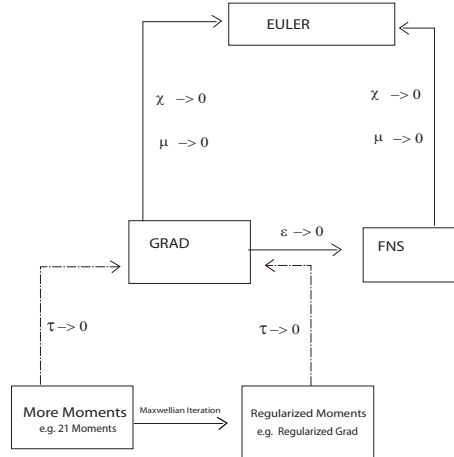 EULER
χ –>0
χ –>0
μ –>0
μ –>0
GRAD
ε –> 0
FNS
τ –> 0
τ –> 0
More Moments
e.g. 21 Moments
Maxwellian Iteration
Regularized Moments
e.g. Regularized Grad